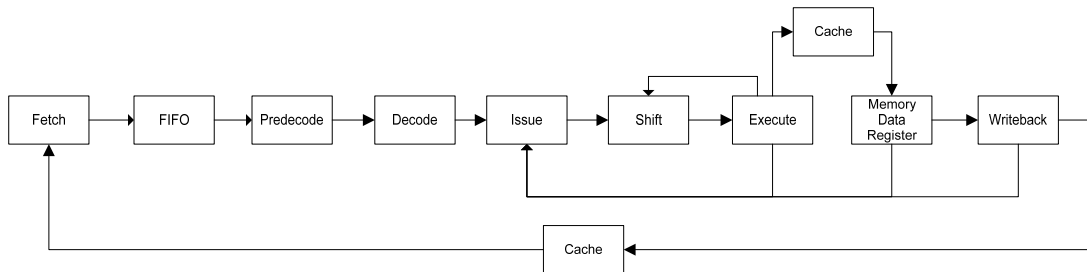 Cache
Fetch
FIFO
Predecode
Decode
Issue
Shift
Execute
Memory
Data
Register
Writeback
Cache